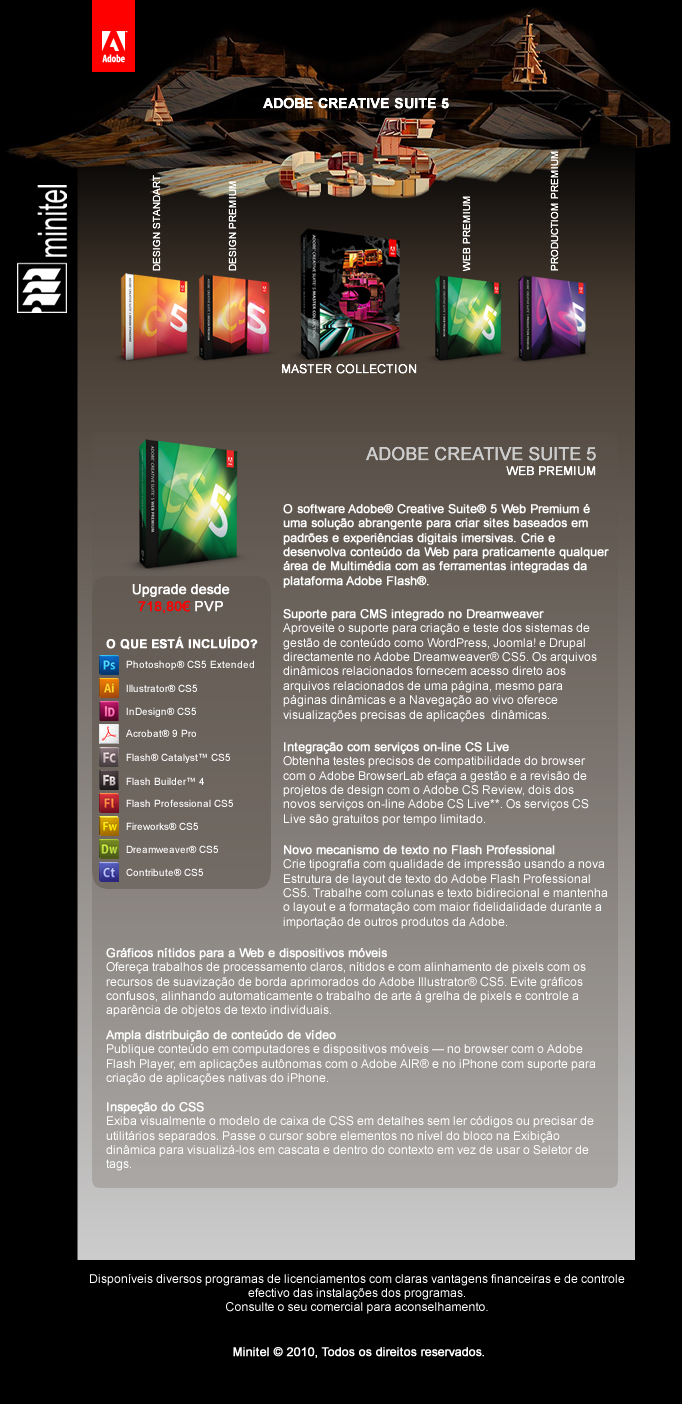 Adobe
ADOBE CREATIVE SUITE 5
CS5
minitel
DESIGN STANDART
DESIGN PREMIUM
WEB PREMIUM
PRODUCTIOM PREMIUM
CS5
CS5
ADOBE CREATIVE SUITE 5 MASTER COLLECTION
5
CS5
CS5
MASTER COLLECTION
ADOBE CREATIVE SUITE 5 WEB PREMIUM
CS5
ADOBE CREATIVE SUITE 5
WEB PREMIUM
O software Adobe® Creative Suite® 5 Web Premium é
uma solução abrangente para criar sites baseados em
padrões e experiências digitais imersivas. Crie e
desenvolva conteúdo da Web para praticamente qualquer
área de Multimédia com as ferramentas integradas da
plataforma Adobe Flash®.
Upgrade desde
718,80€ PVP
O QUE ESTÁ INCLUÍDO?
Ps Photoshop® CS5 Extended
Ai Illustrator® CS5
ID InDesign® CS5
Acrobat® 9 Pro
Fc Flash® Catalyst™ CS5
FB Flash Builder™ 4
Fl Flash Professional CS5
Fw Fireworks® CS5
Dw Dreamweaver® CS5
Ct Contribute® CS5
Suporte para CMS integrado no Dreamweaver
Aproveite o suporte para criação e teste dos sistemas de
gestão de conteúdo como WordPress, Joomla! e Drupal
directamente no Adobe Dreamweaver® CS5. Os arquivos
dinâmicos relacionados fornecem acesso direto aos
arquivos relacionados de uma página, mesmo para
páginas dinâmicas e a Navegação ao vivo oferece
visualizações precisas de aplicações  dinâmicas.
Integração com serviços on-line CS Live
Obtenha testes precisos de compatibilidade do browser
com o Adobe BrowserLab efaça a gestão e a revisão de
projetos de design com o Adobe CS Review, dois dos
novos serviços on-line Adobe CS Live**. Os serviços CS
Live são gratuitos por tempo limitado.
Novo mecanismo de texto no Flash Professional
Crie tipografia com qualidade de impressão usando a nova
Estrutura de layout de texto do Adobe Flash Professional
CS5. Trabalhe com colunas e texto bidirecional e mantenha
o layout e a formatação com maior fidelidalidade durante a
importação de outros produtos da Adobe.
Gráficos nítidos para a Web e dispositivos móveis
Ofereça trabalhos de processamento claros, nítidos e com alinhamento de pixels com os
recursos de suavização de borda aprimorados do Adobe Illustrator® CS5. Evite gráficos
confusos, alinhando automaticamente o trabalho de arte à grelha de pixels e controle a
aparência de objetos de texto individuais.
Ampla distribuição de conteúdo de vídeo
Publique conteúdo em computadores e dispositivos móveis — no browser com o Adobe
Flash Player, em aplicações autônomas com o Adobe AIR® e no iPhone com suporte para
criação de aplicações nativas do iPhone.
Inspeção do CSS
Exiba visualmente o modelo de caixa de CSS em detalhes sem ler códigos ou precisar de
utilitários separados. Passe o cursor sobre elementos no nível do bloco na Exibição
dinâmica para visualizá-los em cascata e dentro do contexto em vez de usar o Seletor de
tags.
Disponíveis diversos programas de licenciamentos com claras vantagens financeiras e de controle
efectivo das instalações dos programas.
Consulte o seu comercial para aconselhamento.
Minitel © 2010, Todos os direitos reservados.